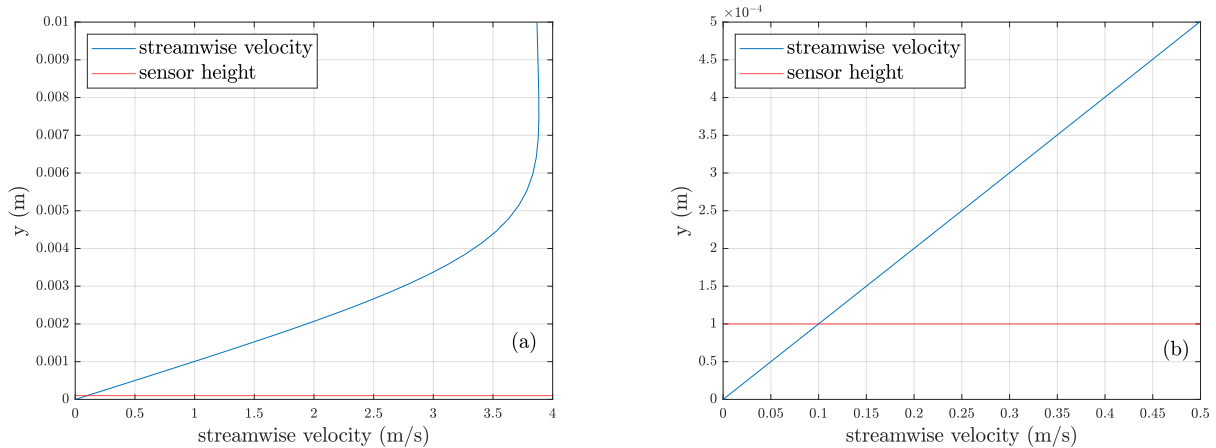 0.01
0.009
0.008
0.007
0.006
0.005
0.004
0.003
0.002
0.001
0
y (m)
streamwise velocity
sensor height
(a)
0 0.5 1 1.5 2 2.5 3 3.5 4
streamwise velocity (m/s)
×10⁻⁴
5
4.5
4
3.5
3
2.5
2
1.5
1
0.5
0
y (m)
streamwise velocity
sensor height
(b)
0 0.05 0.1 0.15 0.2 0.25 0.3 0.35 0.4 0.45 0.5
streamwise velocity (m/s)